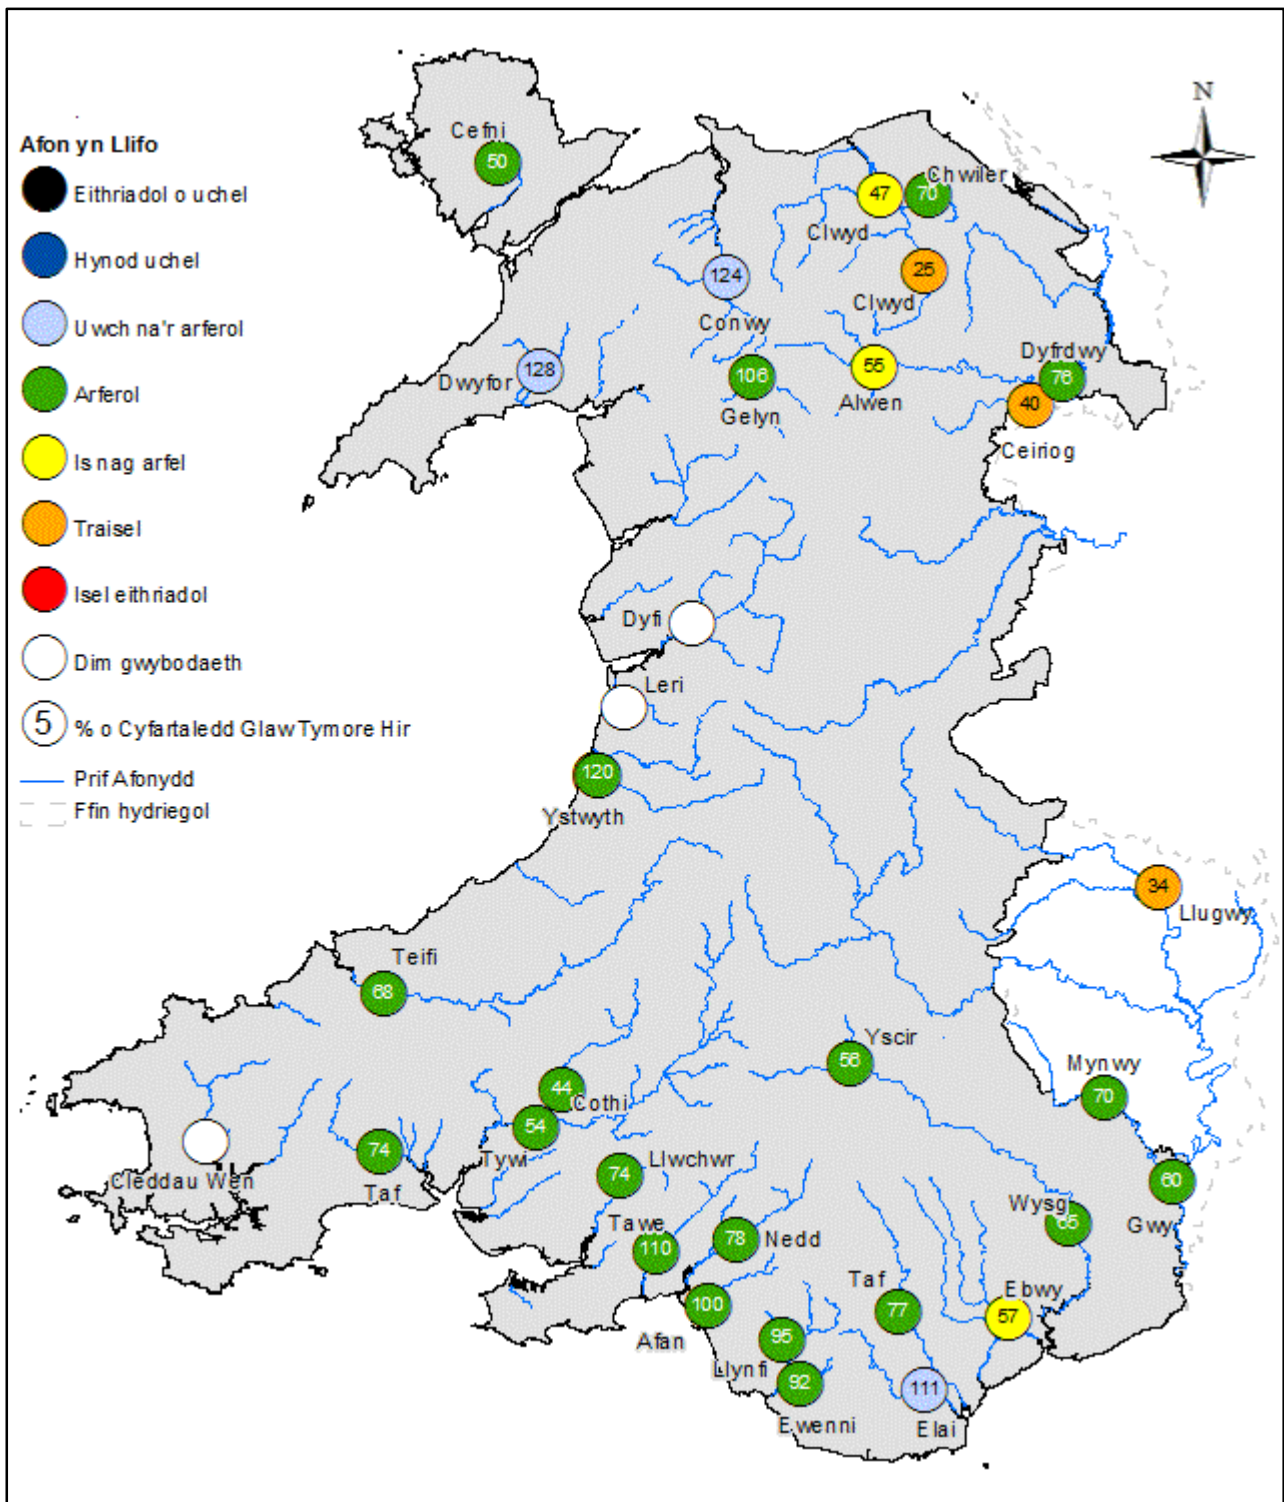 N
Afon yn Llifo
Eithriadol o uchel
Hynod uchel
Uwch na'r arferol
Arferol
Is nag arfel
Traisel
Isel eithriadol
Dim gwybodaeth
5 % o Cyfartaledd Glaw Tymore Hir
Prif Afonydd
Ffin hydriegol
Cefni
50
47
Clwyd
70
Chwiler
25
Clwyd
124
Conwy
Dwyfor
128
106
Gelyn
55
Alwen
Dyfrdwy
76
40
Ceiriog
Dyfi
Leri
120
Ystwyth
34
Llugwy
Teifi
68
Yscir
56
Mynwy
70
44
Cothi
54
Tywi
Cleddau Wen
74
Taf
74
Llwchwr
60
Gwy
Wysg
65
Tawe
110
78
Nedd
Taf
77
Ebwy
57
100
Afan
95
Llynfi
92
Ewenni
111
Elai